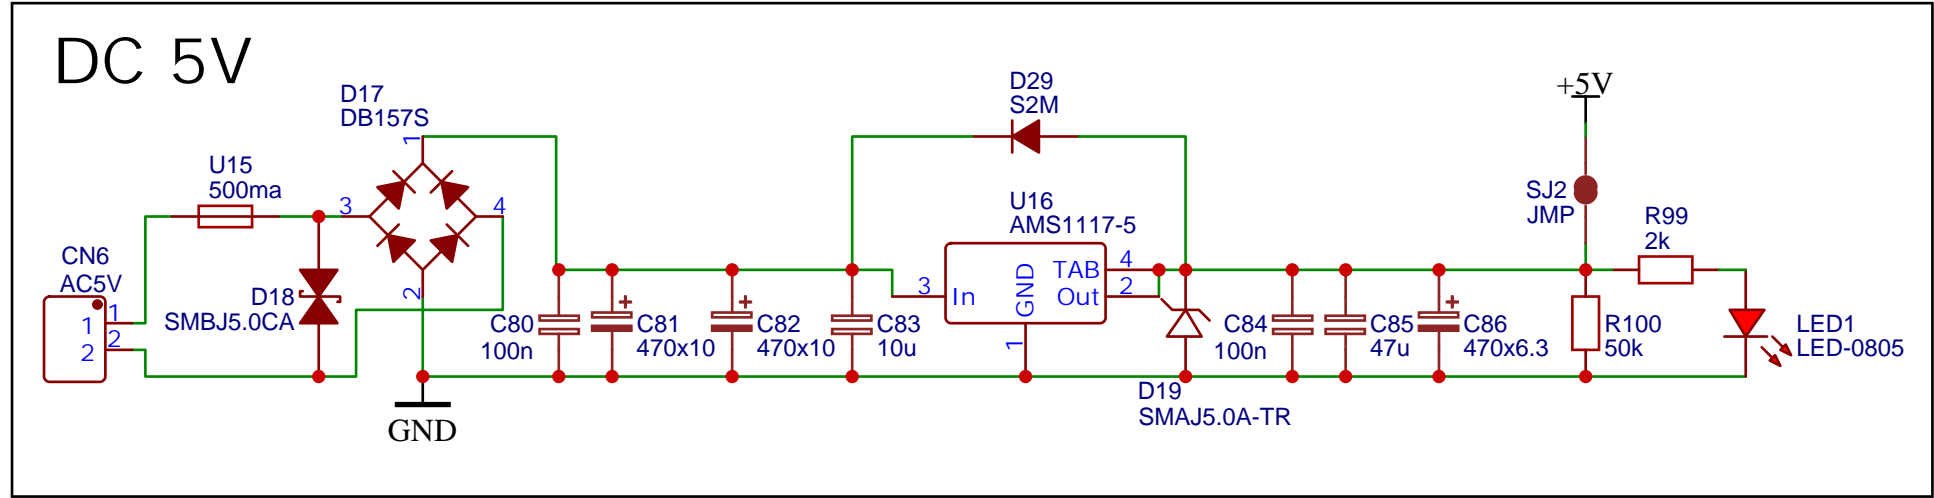 DC 5V
D17
DB157S
1
3
4
2
U15
500ma
CN6
AC5V
1
1
2
2
D18
SMBJ5.0CA
GND
C80
100n
+
C81
470x10
+
C82
470x10
C83
10u
D29
S2M
U16
AMS1117-5
3
In
GND
TAB
4
Out
2
1
D19
SMAJ5.0A-TR
C84
100n
C85
47u
+
C86
470x6.3
+5V
SJ2
JMP
R99
2k
R100
50k
LED1
LED-0805